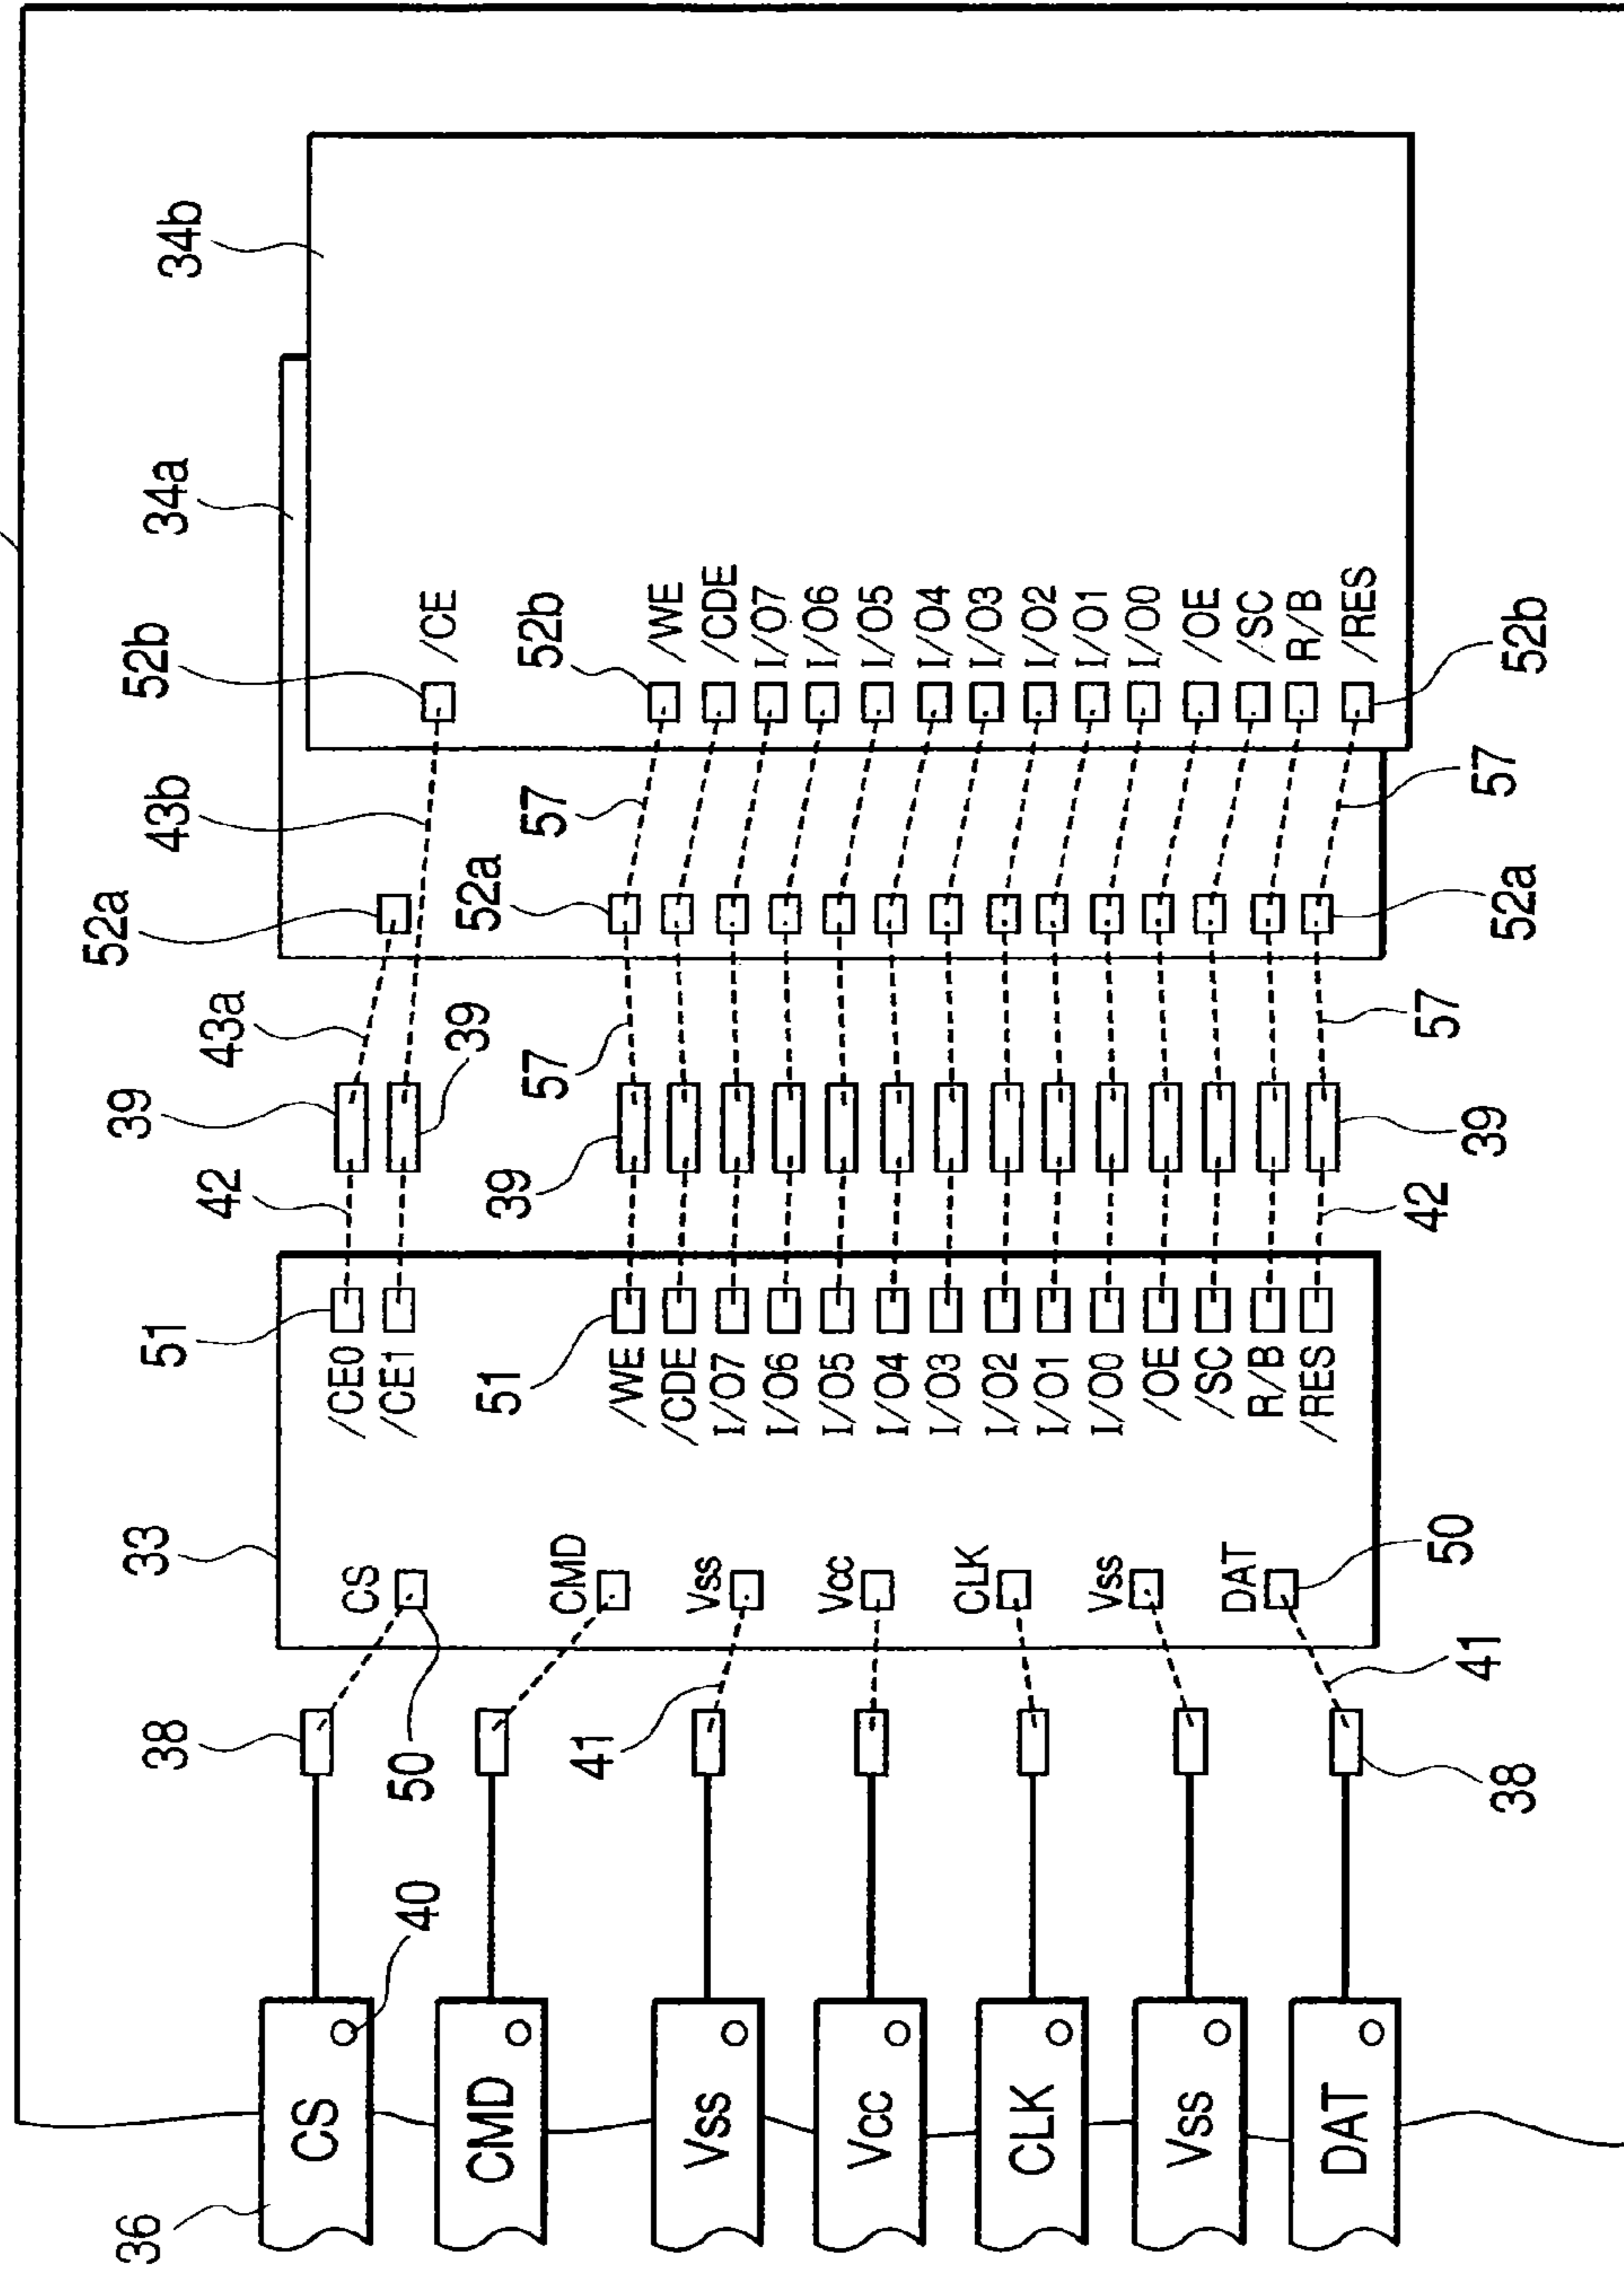 34b
34a
52b
/CE
52b
/WE
/CDE
I/O7
I/O6
I/O5
I/O4
I/O3
I/O2
I/O1
I/O0
/OE
/SC
R/B
/RES
52b
43b
57
57
52a
52a
52a
43a
39
57
57
39
39
39
42
42
51
/CE0
/CE1
51
/WE
/CDE
I/O7
I/O6
I/O5
I/O4
I/O3
I/O2
I/O1
I/O0
/OE
/SC
R/B
/RES
33
CS
CMD
Vss
Vcc
CLK
Vss
DAT
50
41
38
50
41
38
40
CS
CMD
Vss
Vcc
CLK
Vss
DAT
36